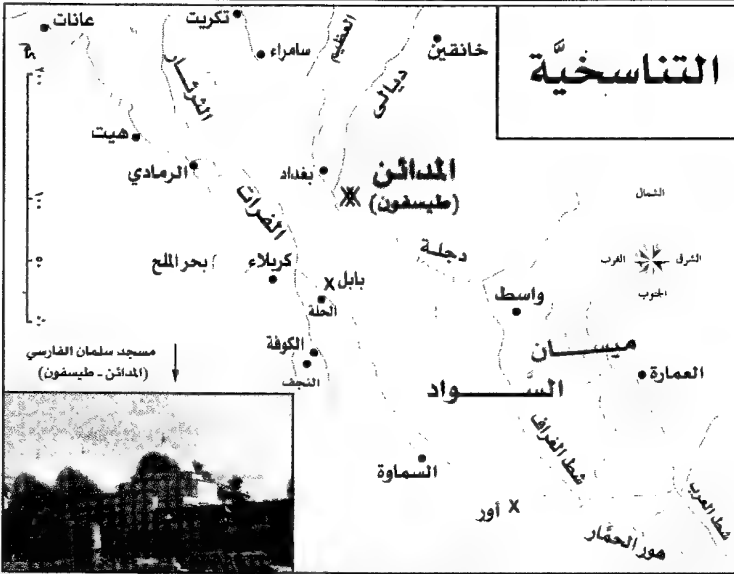 التناسخيَّة
عانات
تكريت
سامراء
العظيم
خانقين
ديالى
الثرثار
كم
هيت
الرمادي
بغداد
المدائن
(طيسفون)
الفرات
الشمال
الشرق
الغرب
الجنوب
دجلة
بحر الملح
كربلاء
بابل
الحلة
واسط
ميسان
العمارة
السَّواد
الكوفة
النجف
مسجد سلمان الفارسي
(المدائن - طيسفون)
السماوة
شط الغراف
أور
هور الحمَّار
شط العرب